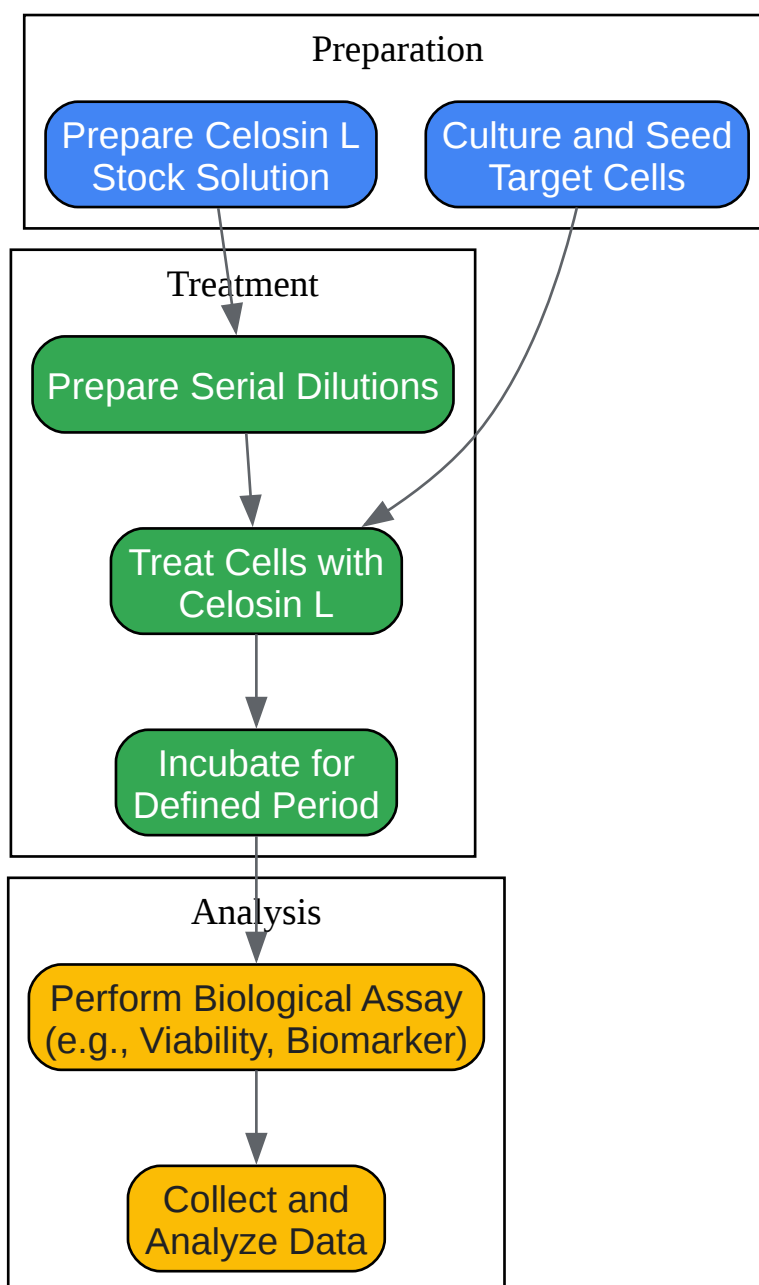 Preparation
Prepare Celosin L
Stock Solution
Culture and Seed
Target Cells
Treatment
Prepare Serial Dilutions
Treat Cells with
Celosin L
Incubate for
Defined Period
Analysis
Perform Biological Assay
(e.g., Viability, Biomarker)
Collect and
Analyze Data